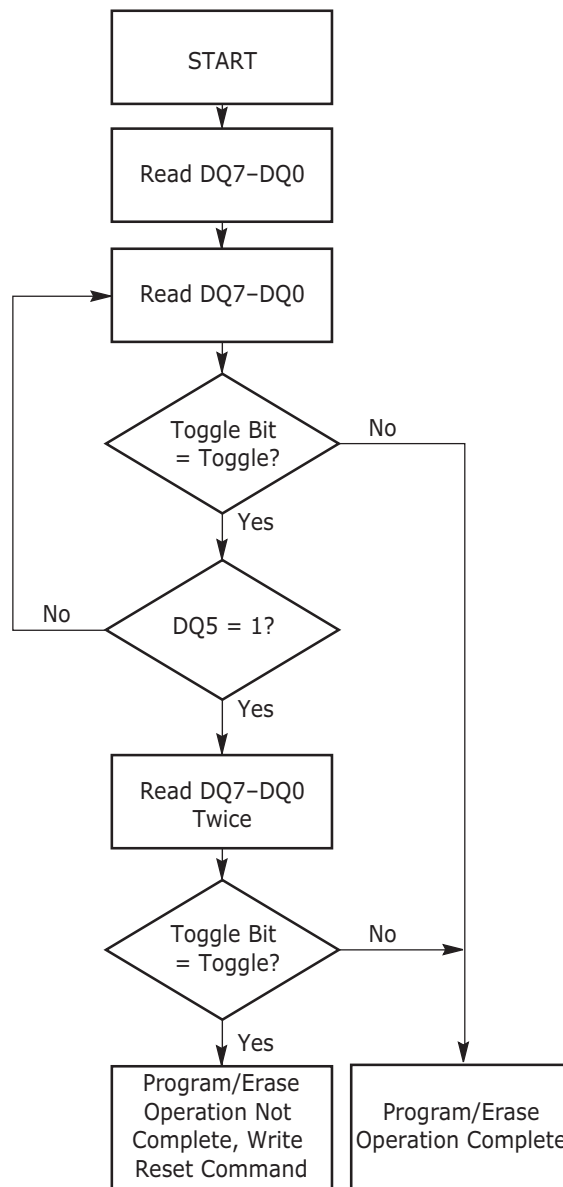 START
Read DQ7–DQ0
Read DQ7–DQ0
Toggle Bit
= Toggle?
No
Yes
No
DQ5 = 1?
Yes
Read DQ7–DQ0
Twice
Toggle Bit
= Toggle?
No
Yes
Program/Erase
Operation Not
Complete, Write
Reset Command
Program/Erase
Operation Complete